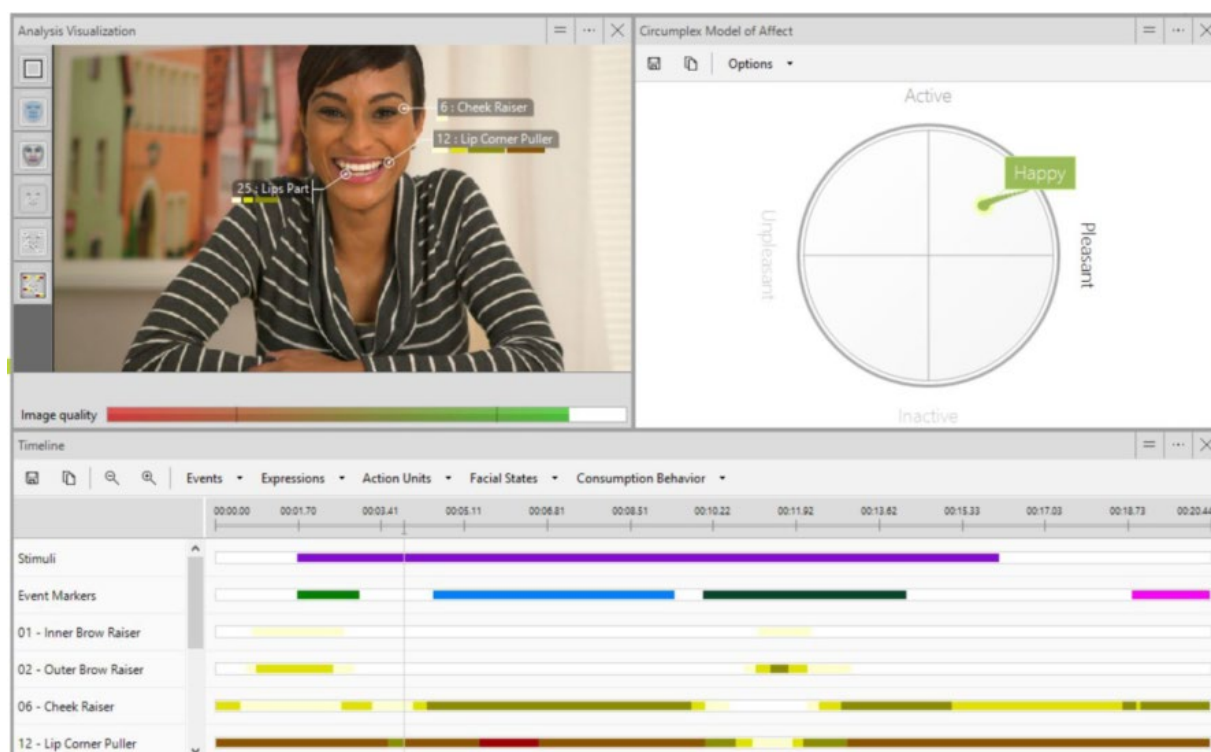 Analysis Visualization
6 : Cheek Raiser
12 : Lip Corner Puller
25 : Lips Part
Image quality
Circumplex Model of Affect
Options
Active
Happy
Unpleasant
Pleasant
Inactive
Timeline
Events Expressions Action Units Facial States Consumption Behavior
00:00.00 00:01.70 00:03.41 00:05.11 00:06.81 00:08.51 00:10.22 00:11.92 00:13.62 00:15.33 00:17.03 00:18.73 00:20.44
Stimuli
Event Markers
01 - Inner Brow Raiser
02 - Outer Brow Raiser
06 - Cheek Raiser
12 - Lip Corner Puller